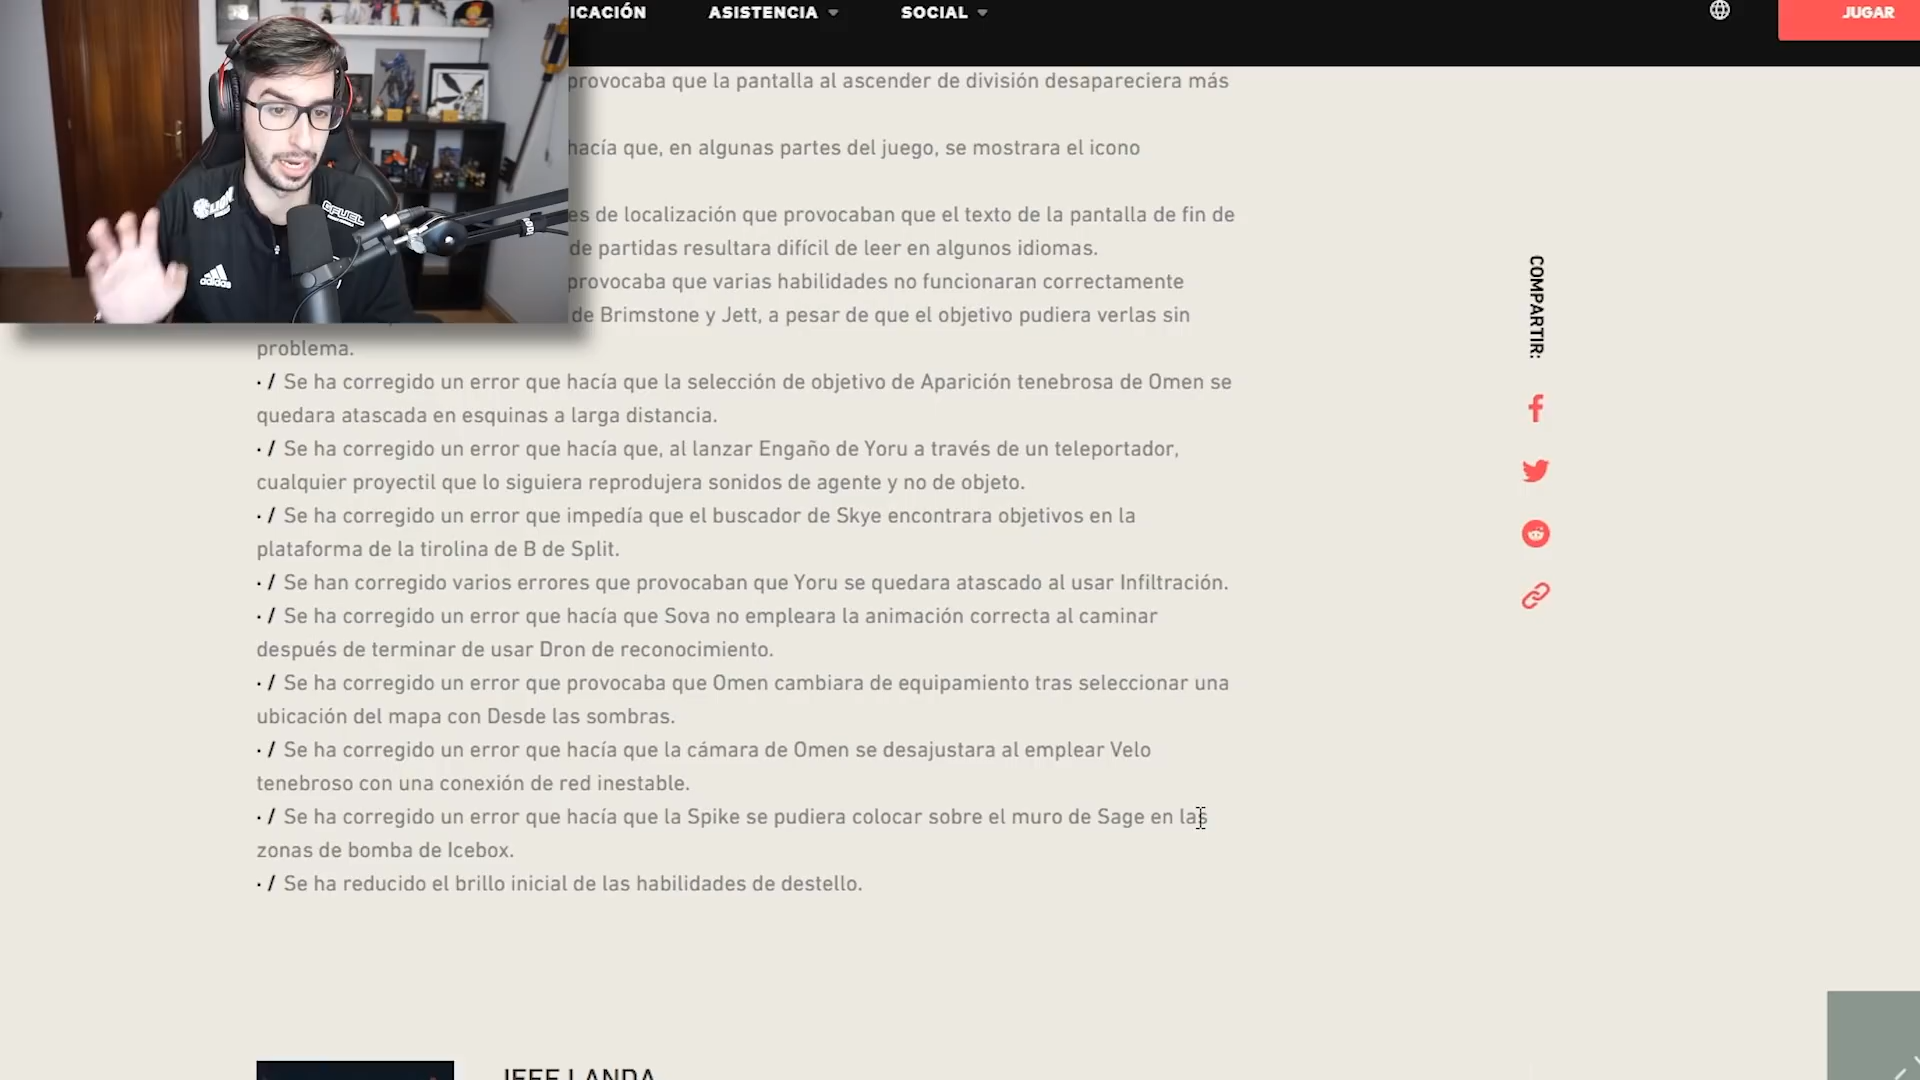 ICACIÓN ASISTENCIA SOCIAL JUGAR
provocaba que la pantalla al ascender de división desapareciera más
hacía que, en algunas partes del juego, se mostrara el icono
es de localización que provocaban que el texto de la pantalla de fin de
de partidas resultara difícil de leer en algunos idiomas.
provocaba que varias habilidades no funcionaran correctamente
de Brimstone y Jett, a pesar de que el objetivo pudiera verlas sin
problema.
· / Se ha corregido un error que hacía que la selección de objetivo de Aparición tenebrosa de Omen se
quedara atascada en esquinas a larga distancia.
· / Se ha corregido un error que hacía que, al lanzar Engaño de Yoru a través de un teleportador,
cualquier proyectil que lo siguiera reprodujera sonidos de agente y no de objeto.
· / Se ha corregido un error que impedía que el buscador de Skye encontrara objetivos en la
plataforma de la tirolina de B de Split.
· / Se han corregido varios errores que provocaban que Yoru se quedara atascado al usar Infiltración.
· / Se ha corregido un error que hacía que Sova no empleara la animación correcta al caminar
después de terminar de usar Dron de reconocimiento.
· / Se ha corregido un error que provocaba que Omen cambiara de equipamiento tras seleccionar una
ubicación del mapa con Desde las sombras.
· / Se ha corregido un error que hacía que la cámara de Omen se desajustara al emplear Velo
tenebroso con una conexión de red inestable.
· / Se ha corregido un error que hacía que la Spike se pudiera colocar sobre el muro de Sage en las
zonas de bomba de Icebox.
· / Se ha reducido el brillo inicial de las habilidades de destello.
COMPARTIR:
JEFF LANDA
GFUEL
adidas